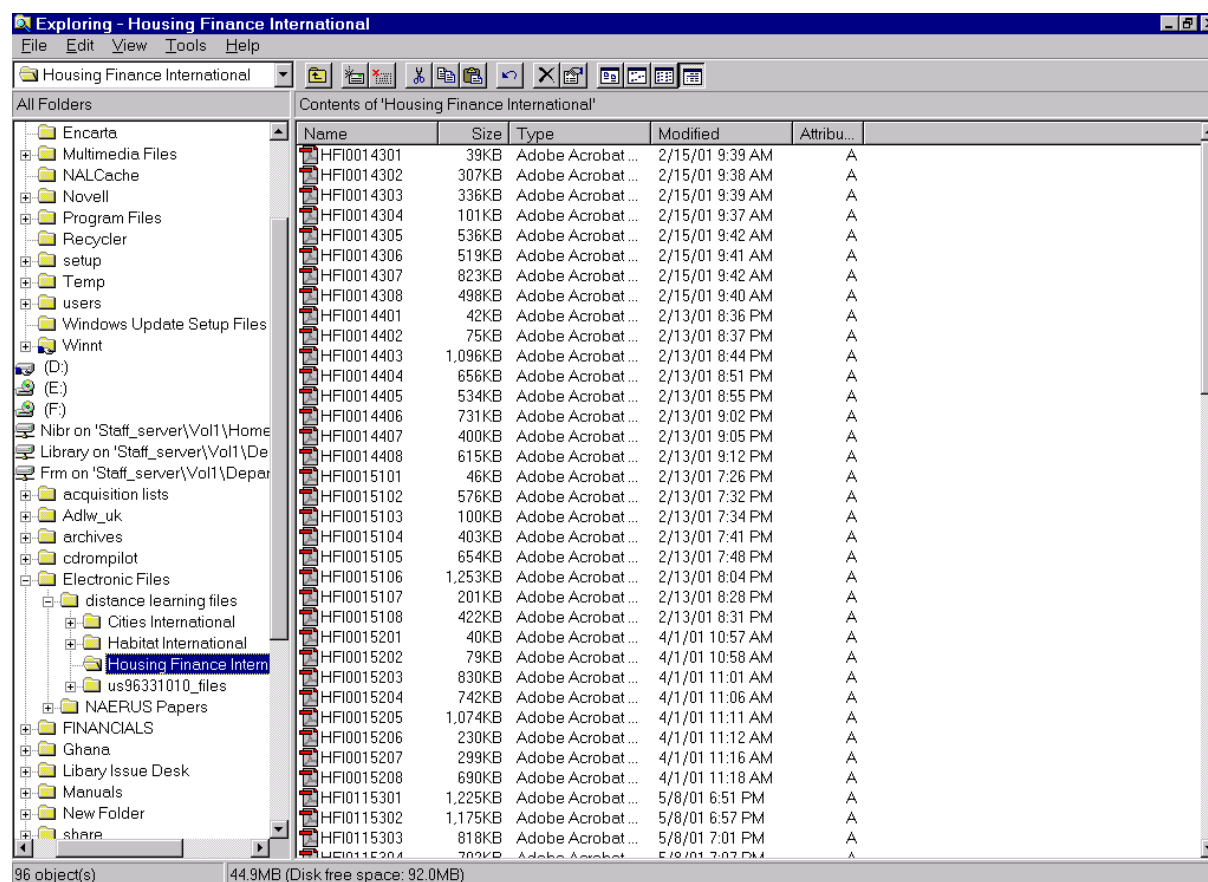 Exploring - Housing Finance International
File Edit View Tools Help
Housing Finance International
All Folders
Contents of 'Housing Finance International'
Encarta
Multimedia Files
NALCache
Novell
Program Files
Recycler
setup
Temp
users
Windows Update Setup Files
Winnt
(D:)
(E:)
(F:)
Nibr on 'Staff_server\Vol1\Home
Library on 'Staff_server\Vol1\De
Frm on 'Staff_server\Vol1\Depar
acquisition lists
Adlw_uk
archives
cdrompilot
Electronic Files
distance learning files
Cities International
Habitat International
Housing Finance Intern
us96331010_files
NAERUS Papers
FINANCIALS
Ghana
Libary Issue Desk
Manuals
New Folder
share
Name Size Type Modified Attribu...
HFI0014301 39KB Adobe Acrobat ... 2/15/01 9:39 AM A
HFI0014302 307KB Adobe Acrobat ... 2/15/01 9:38 AM A
HFI0014303 336KB Adobe Acrobat ... 2/15/01 9:39 AM A
HFI0014304 101KB Adobe Acrobat ... 2/15/01 9:37 AM A
HFI0014305 536KB Adobe Acrobat ... 2/15/01 9:42 AM A
HFI0014306 519KB Adobe Acrobat ... 2/15/01 9:41 AM A
HFI0014307 823KB Adobe Acrobat ... 2/15/01 9:42 AM A
HFI0014308 498KB Adobe Acrobat ... 2/15/01 9:40 AM A
HFI0014401 42KB Adobe Acrobat ... 2/13/01 8:36 PM A
HFI0014402 75KB Adobe Acrobat ... 2/13/01 8:37 PM A
HFI0014403 1,096KB Adobe Acrobat ... 2/13/01 8:44 PM A
HFI0014404 656KB Adobe Acrobat ... 2/13/01 8:51 PM A
HFI0014405 534KB Adobe Acrobat ... 2/13/01 8:55 PM A
HFI0014406 731KB Adobe Acrobat ... 2/13/01 9:02 PM A
HFI0014407 400KB Adobe Acrobat ... 2/13/01 9:05 PM A
HFI0014408 615KB Adobe Acrobat ... 2/13/01 9:12 PM A
HFI0015101 46KB Adobe Acrobat ... 2/13/01 7:26 PM A
HFI0015102 576KB Adobe Acrobat ... 2/13/01 7:32 PM A
HFI0015103 100KB Adobe Acrobat ... 2/13/01 7:34 PM A
HFI0015104 403KB Adobe Acrobat ... 2/13/01 7:41 PM A
HFI0015105 654KB Adobe Acrobat ... 2/13/01 7:48 PM A
HFI0015106 1,253KB Adobe Acrobat ... 2/13/01 8:04 PM A
HFI0015107 201KB Adobe Acrobat ... 2/13/01 8:28 PM A
HFI0015108 422KB Adobe Acrobat ... 2/13/01 8:31 PM A
HFI0015201 40KB Adobe Acrobat ... 4/1/01 10:57 AM A
HFI0015202 79KB Adobe Acrobat ... 4/1/01 10:58 AM A
HFI0015203 830KB Adobe Acrobat ... 4/1/01 11:01 AM A
HFI0015204 742KB Adobe Acrobat ... 4/1/01 11:06 AM A
HFI0015205 1,074KB Adobe Acrobat ... 4/1/01 11:11 AM A
HFI0015206 230KB Adobe Acrobat ... 4/1/01 11:12 AM A
HFI0015207 299KB Adobe Acrobat ... 4/1/01 11:16 AM A
HFI0015208 690KB Adobe Acrobat ... 4/1/01 11:18 AM A
HFI0115301 1,225KB Adobe Acrobat ... 5/8/01 6:51 PM A
HFI0115302 1,175KB Adobe Acrobat ... 5/8/01 6:57 PM A
HFI0115303 818KB Adobe Acrobat ... 5/8/01 7:01 PM A
HFI0115304 702KB Adobe Acrobat ... 5/8/01 7:07 PM A
96 object(s) 44.9MB (Disk free space: 92.0MB)